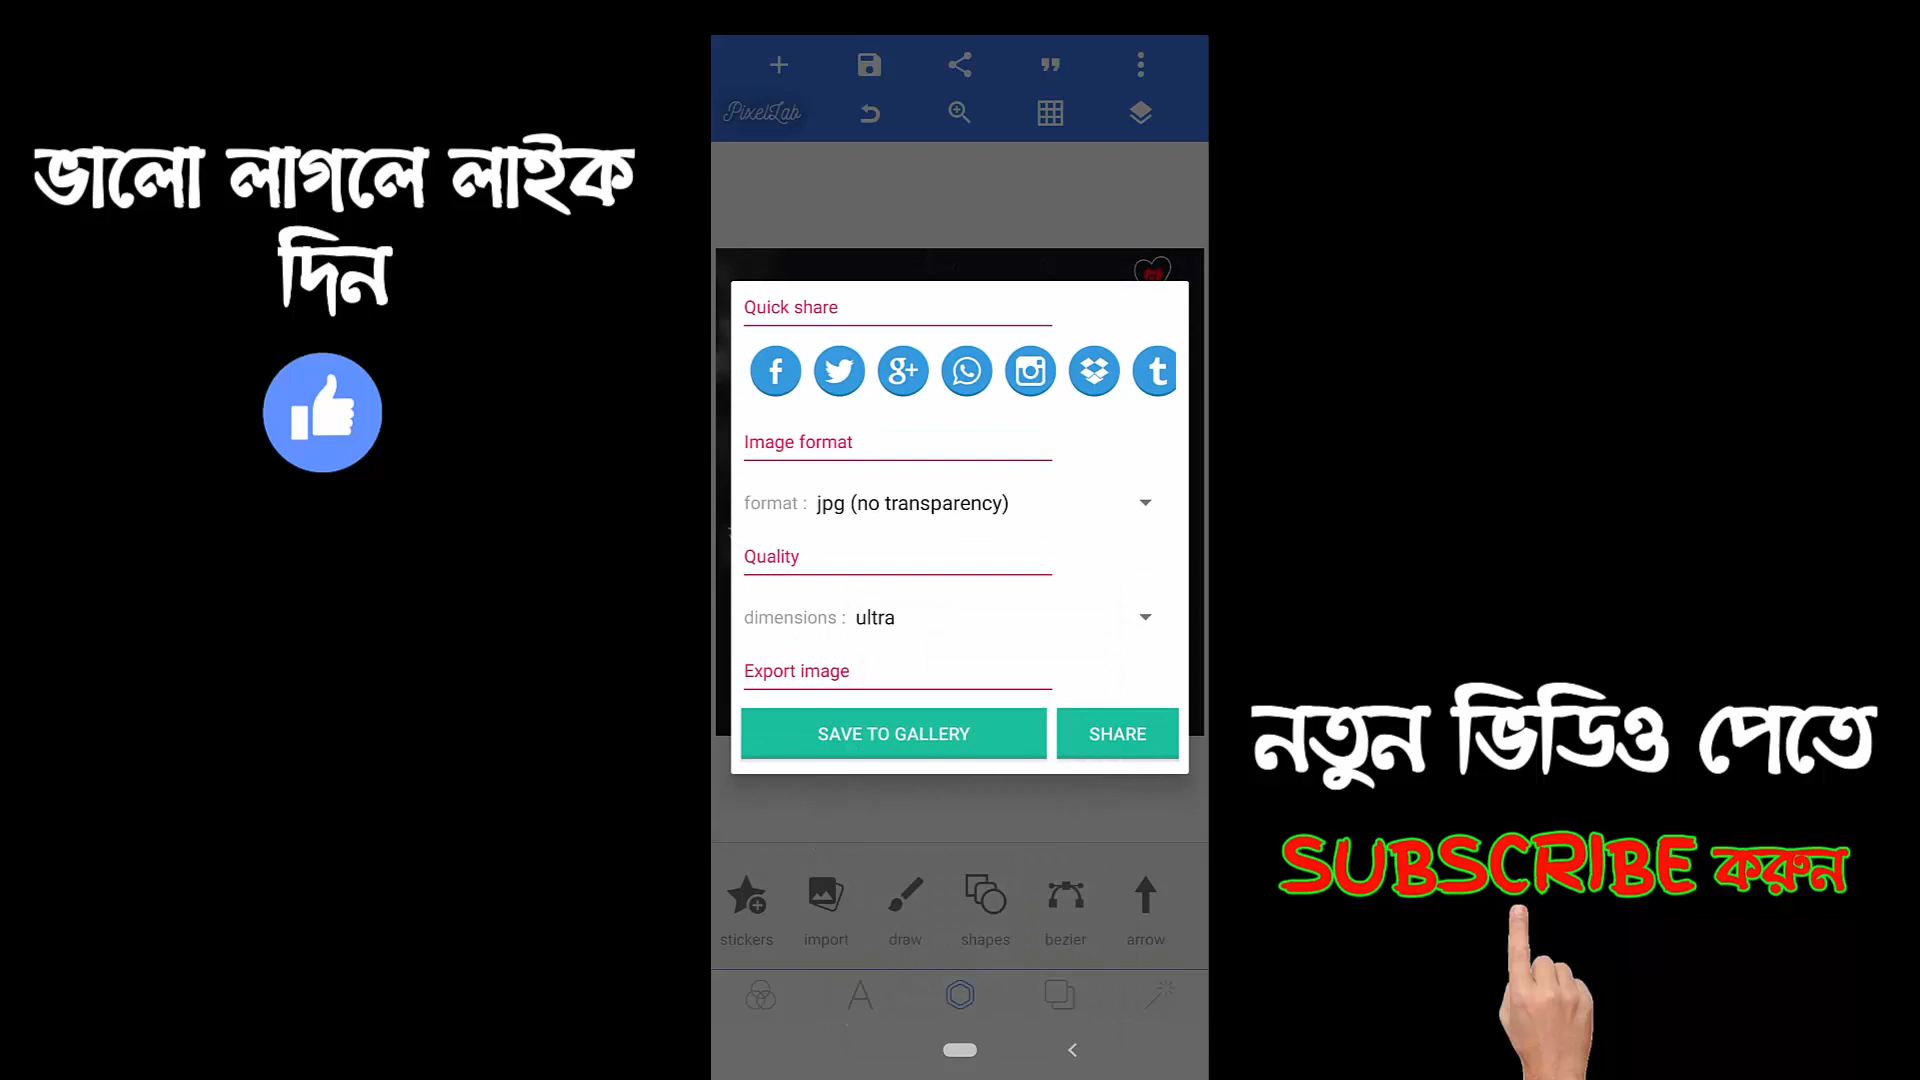 ভালো লাগলে লাইক
দিন
PixelLab
Quick share
Image format
format : jpg (no transparency)
Quality
dimensions : ultra
Export image
SAVE TO GALLERY SHARE
stickers import draw shapes bezier arrow
নতুন ভিডিও পেতে
SUBSCRIBE করুন